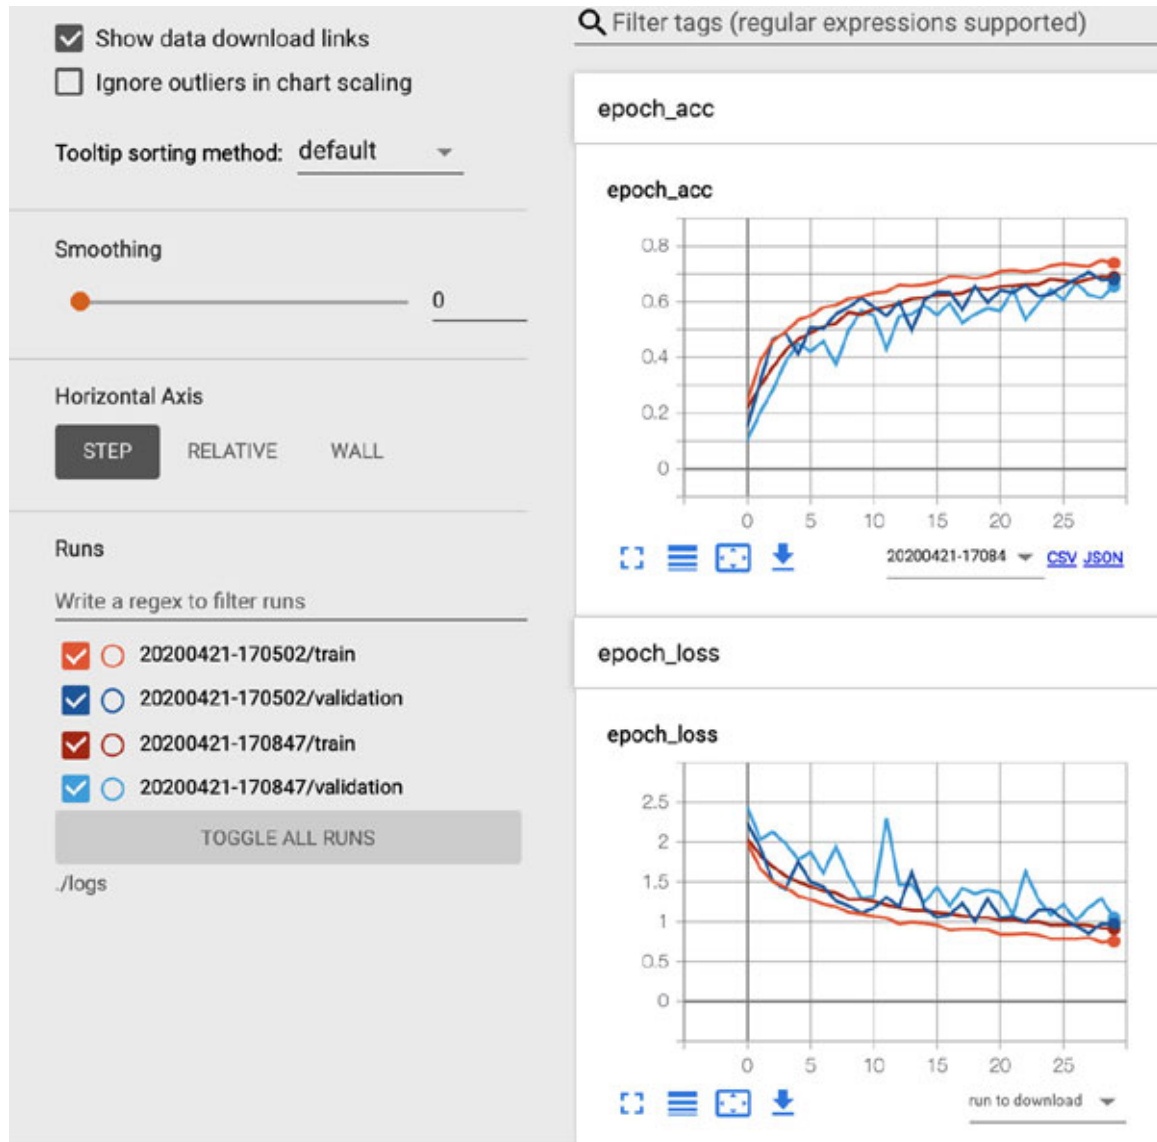 Show data download links
Ignore outliers in chart scaling
Tooltip sorting method: default
Smoothing
0
Horizontal Axis
STEP RELATIVE WALL
Runs
Write a regex to filter runs
20200421-170502/train
20200421-170502/validation
20200421-170847/train
20200421-170847/validation
TOGGLE ALL RUNS
./logs
Filter tags (regular expressions supported)
epoch_acc
epoch_acc
0.8
0.6
0.4
0.2
0
0 5 10 15 20 25
20200421-17084 CSV JSON
epoch_loss
epoch_loss
2.5
2
1.5
1
0.5
0
0 5 10 15 20 25
run to download